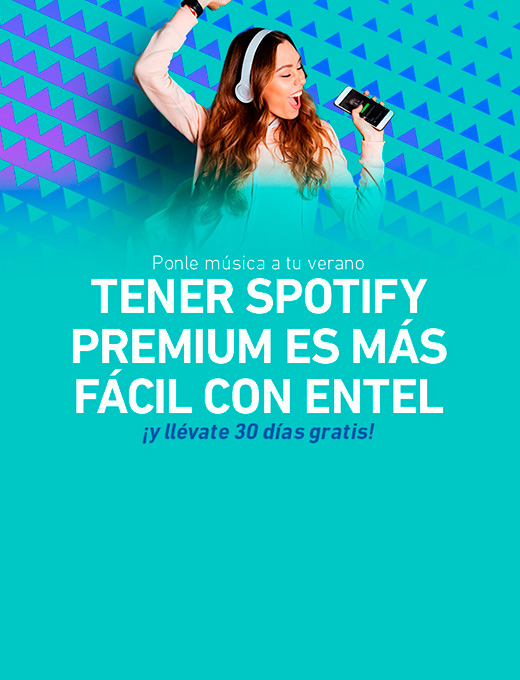 Ponle música a tu verano
TENER SPOTIFY
PREMIUM ES MÁS
FÁCIL CON ENTEL
¡y llévate 30 días gratis!